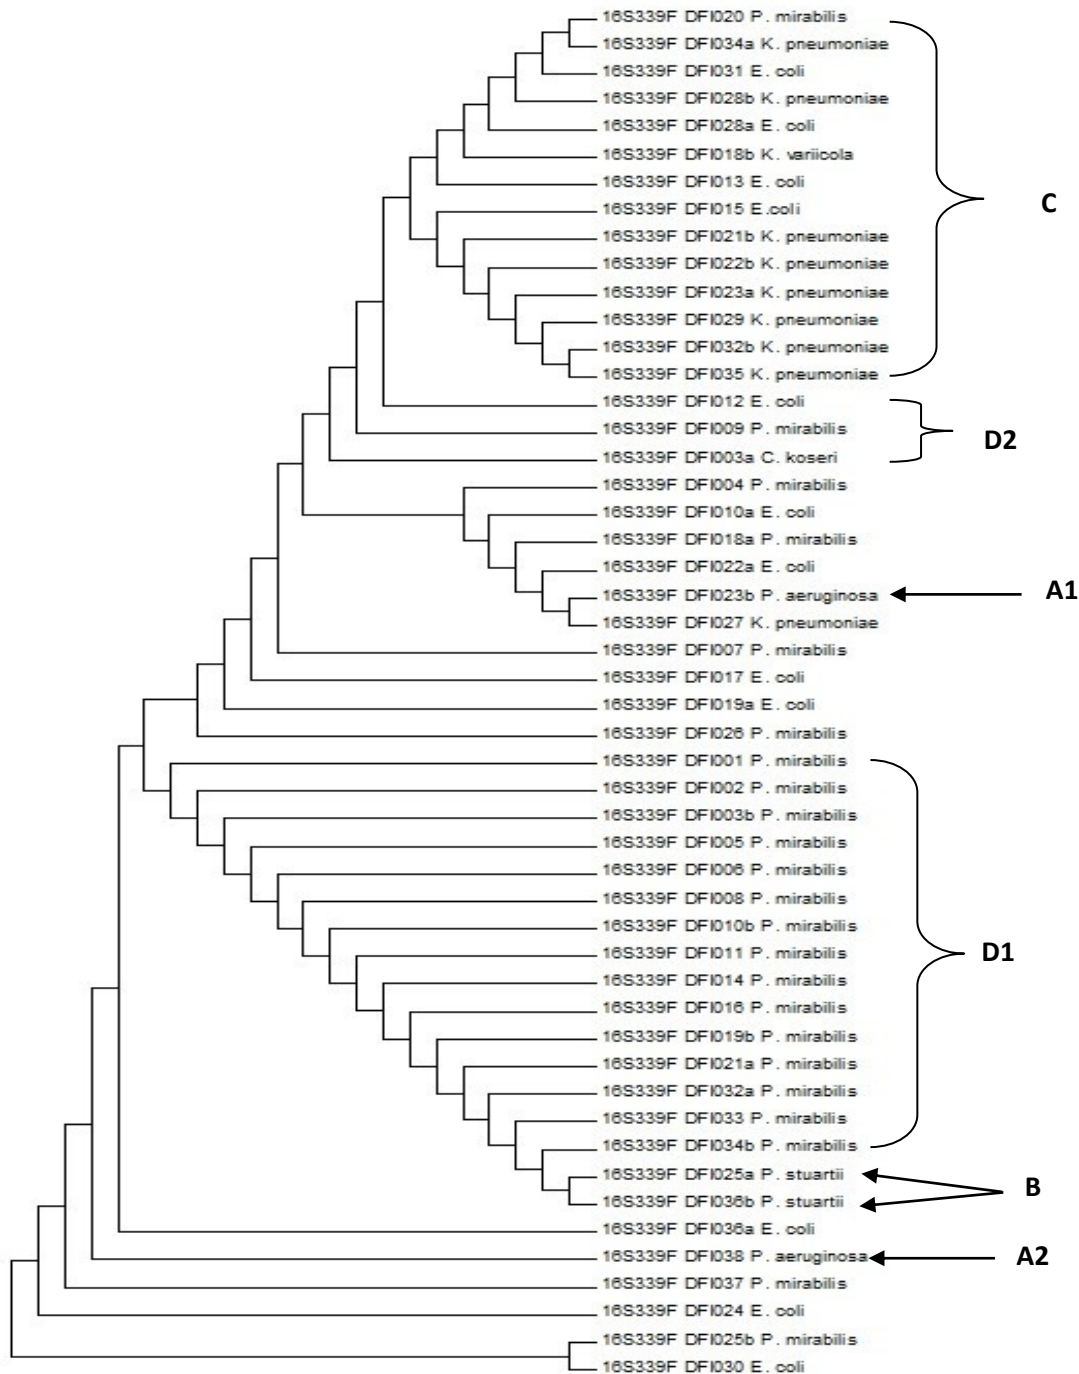 16S339F DFI020 P. mirabilis
16S339F DFI034a K. pneumoniae
16S339F DFI031 E. coli
16S339F DFI028b K. pneumoniae
16S339F DFI028a E. coli
16S339F DFI018b K. variicola
16S339F DFI013 E. coli
16S339F DFI015 E.coli
C
16S339F DFI021b K. pneumoniae
16S339F DFI022b K. pneumoniae
16S339F DFI023a K. pneumoniae
16S339F DFI029 K. pneumoniae
16S339F DFI032b K. pneumoniae
16S339F DFI035 K. pneumoniae
16S339F DFI012 E. coli
16S339F DFI009 P. mirabilis
D2
16S339F DFI003a C. koseri
16S339F DFI004 P. mirabilis
16S339F DFI010a E. coli
16S339F DFI018a P. mirabilis
16S339F DFI022a E. coli
16S339F DFI023b P. aeruginosa
A1
16S339F DFI027 K. pneumoniae
16S339F DFI007 P. mirabilis
16S339F DFI017 E. coli
16S339F DFI019a E. coli
16S339F DFI026 P. mirabilis
16S339F DFI001 P. mirabilis
16S339F DFI002 P. mirabilis
16S339F DFI003b P. mirabilis
16S339F DFI005 P. mirabilis
16S339F DFI006 P. mirabilis
16S339F DFI008 P. mirabilis
16S339F DFI010b P. mirabilis
16S339F DFI011 P. mirabilis
D1
16S339F DFI014 P. mirabilis
16S339F DFI016 P. mirabilis
16S339F DFI019b P. mirabilis
16S339F DFI021a P. mirabilis
16S339F DFI032a P. mirabilis
16S339F DFI033 P. mirabilis
16S339F DFI034b P. mirabilis
16S339F DFI025a P. stuartii
B
16S339F DFI036b P. stuartii
16S339F DFI036a E. coli
16S339F DFI038 P. aeruginosa
A2
16S339F DFI037 P. mirabilis
16S339F DFI024 E. coli
16S339F DFI025b P. mirabilis
16S339F DFI030 E. coli